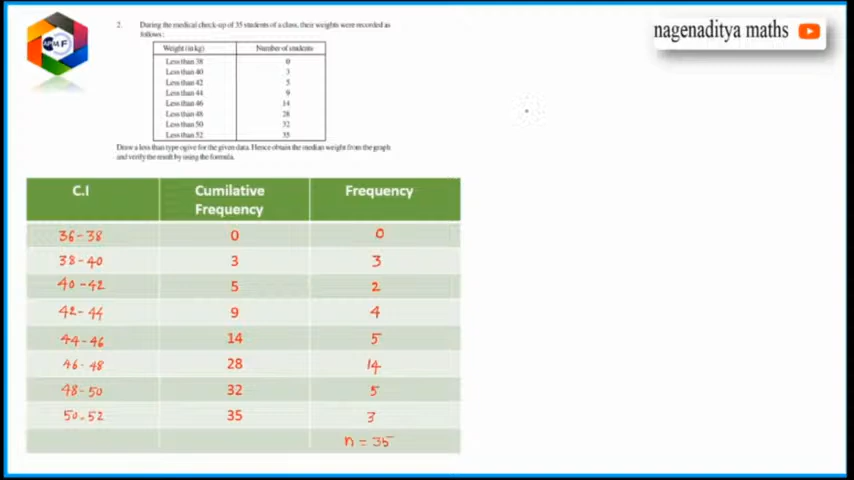 nagenaditya maths
2. During the medical check-up of 35 students of a class, their weights were recorded as
follows :
Weight (in kg) Number of students
Less than 38 0
Less than 40 3
Less than 42 5
Less than 44 9
Less than 46 14
Less than 48 28
Less than 50 32
Less than 52 35
Draw a less than type ogive for the given data. Hence obtain the median weight from the graph
and verify the result by using the formula.
C.I Cumilative Frequency Frequency
36-38 0 0
38-40 3 3
40-42 5 2
42-44 9 4
44-46 14 5
46-48 28 14
48-50 32 5
50-52 35 3
n = 35